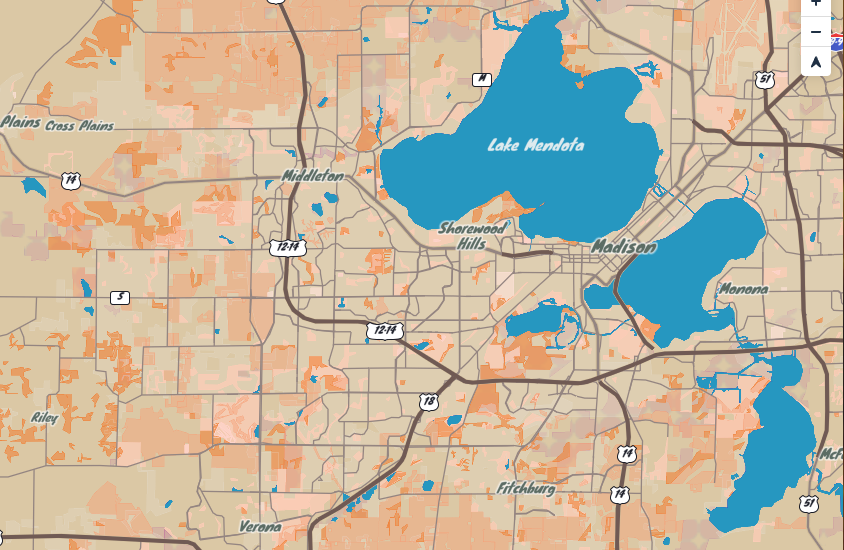 M
51
Plains Cross Plains
Lake Mendota
14
Middleton
Shorewood
Hills
Madison
12-14
S
Monona
12-14
18
Riley
14
McF
14
Fitchburg
51
Verona